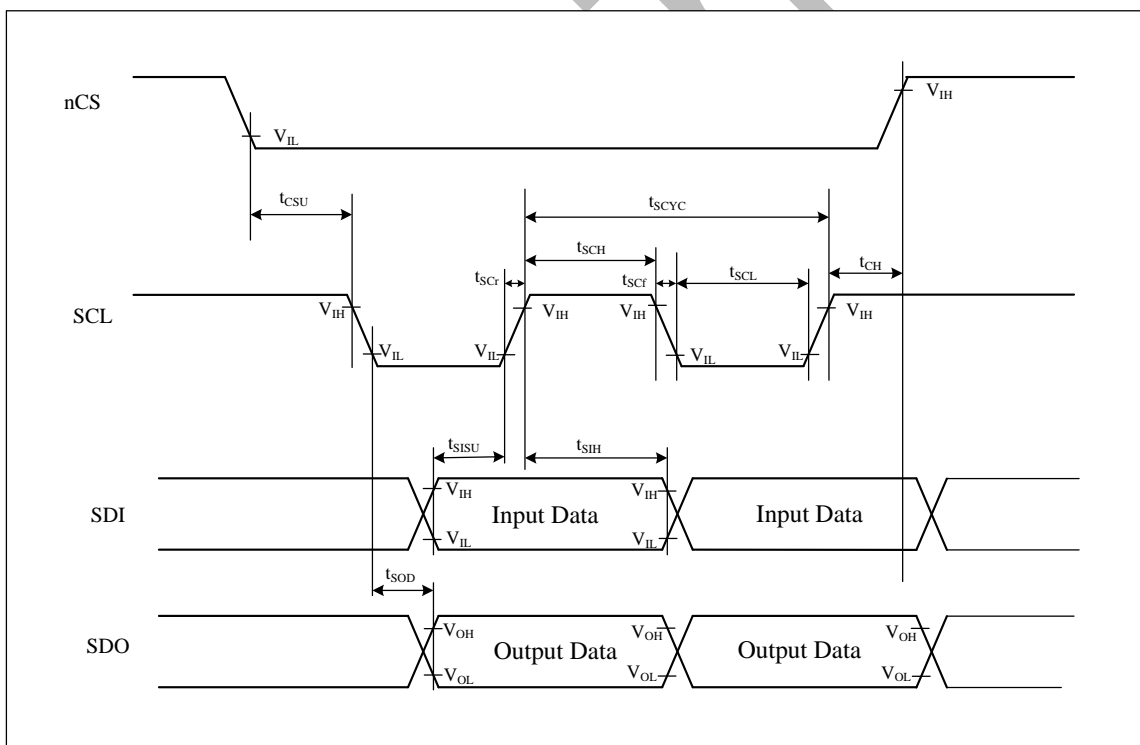 nCS
V_IH
V_IL
t_CSU
t_SCYC
t_SCH
t_CH
t_SCr
t_SCf
t_SCL
SCL
V_IH
V_IH
V_IH
V_IH
V_IL
V_IL
V_IL
V_IL
t_SISU
t_SIH
SDI
V_IH
Input Data
V_IH
Input Data
V_IL
V_IL
t_SOD
SDO
V_OH
Output Data
V_OH
Output Data
V_OH
V_OL
V_OL
V_OL